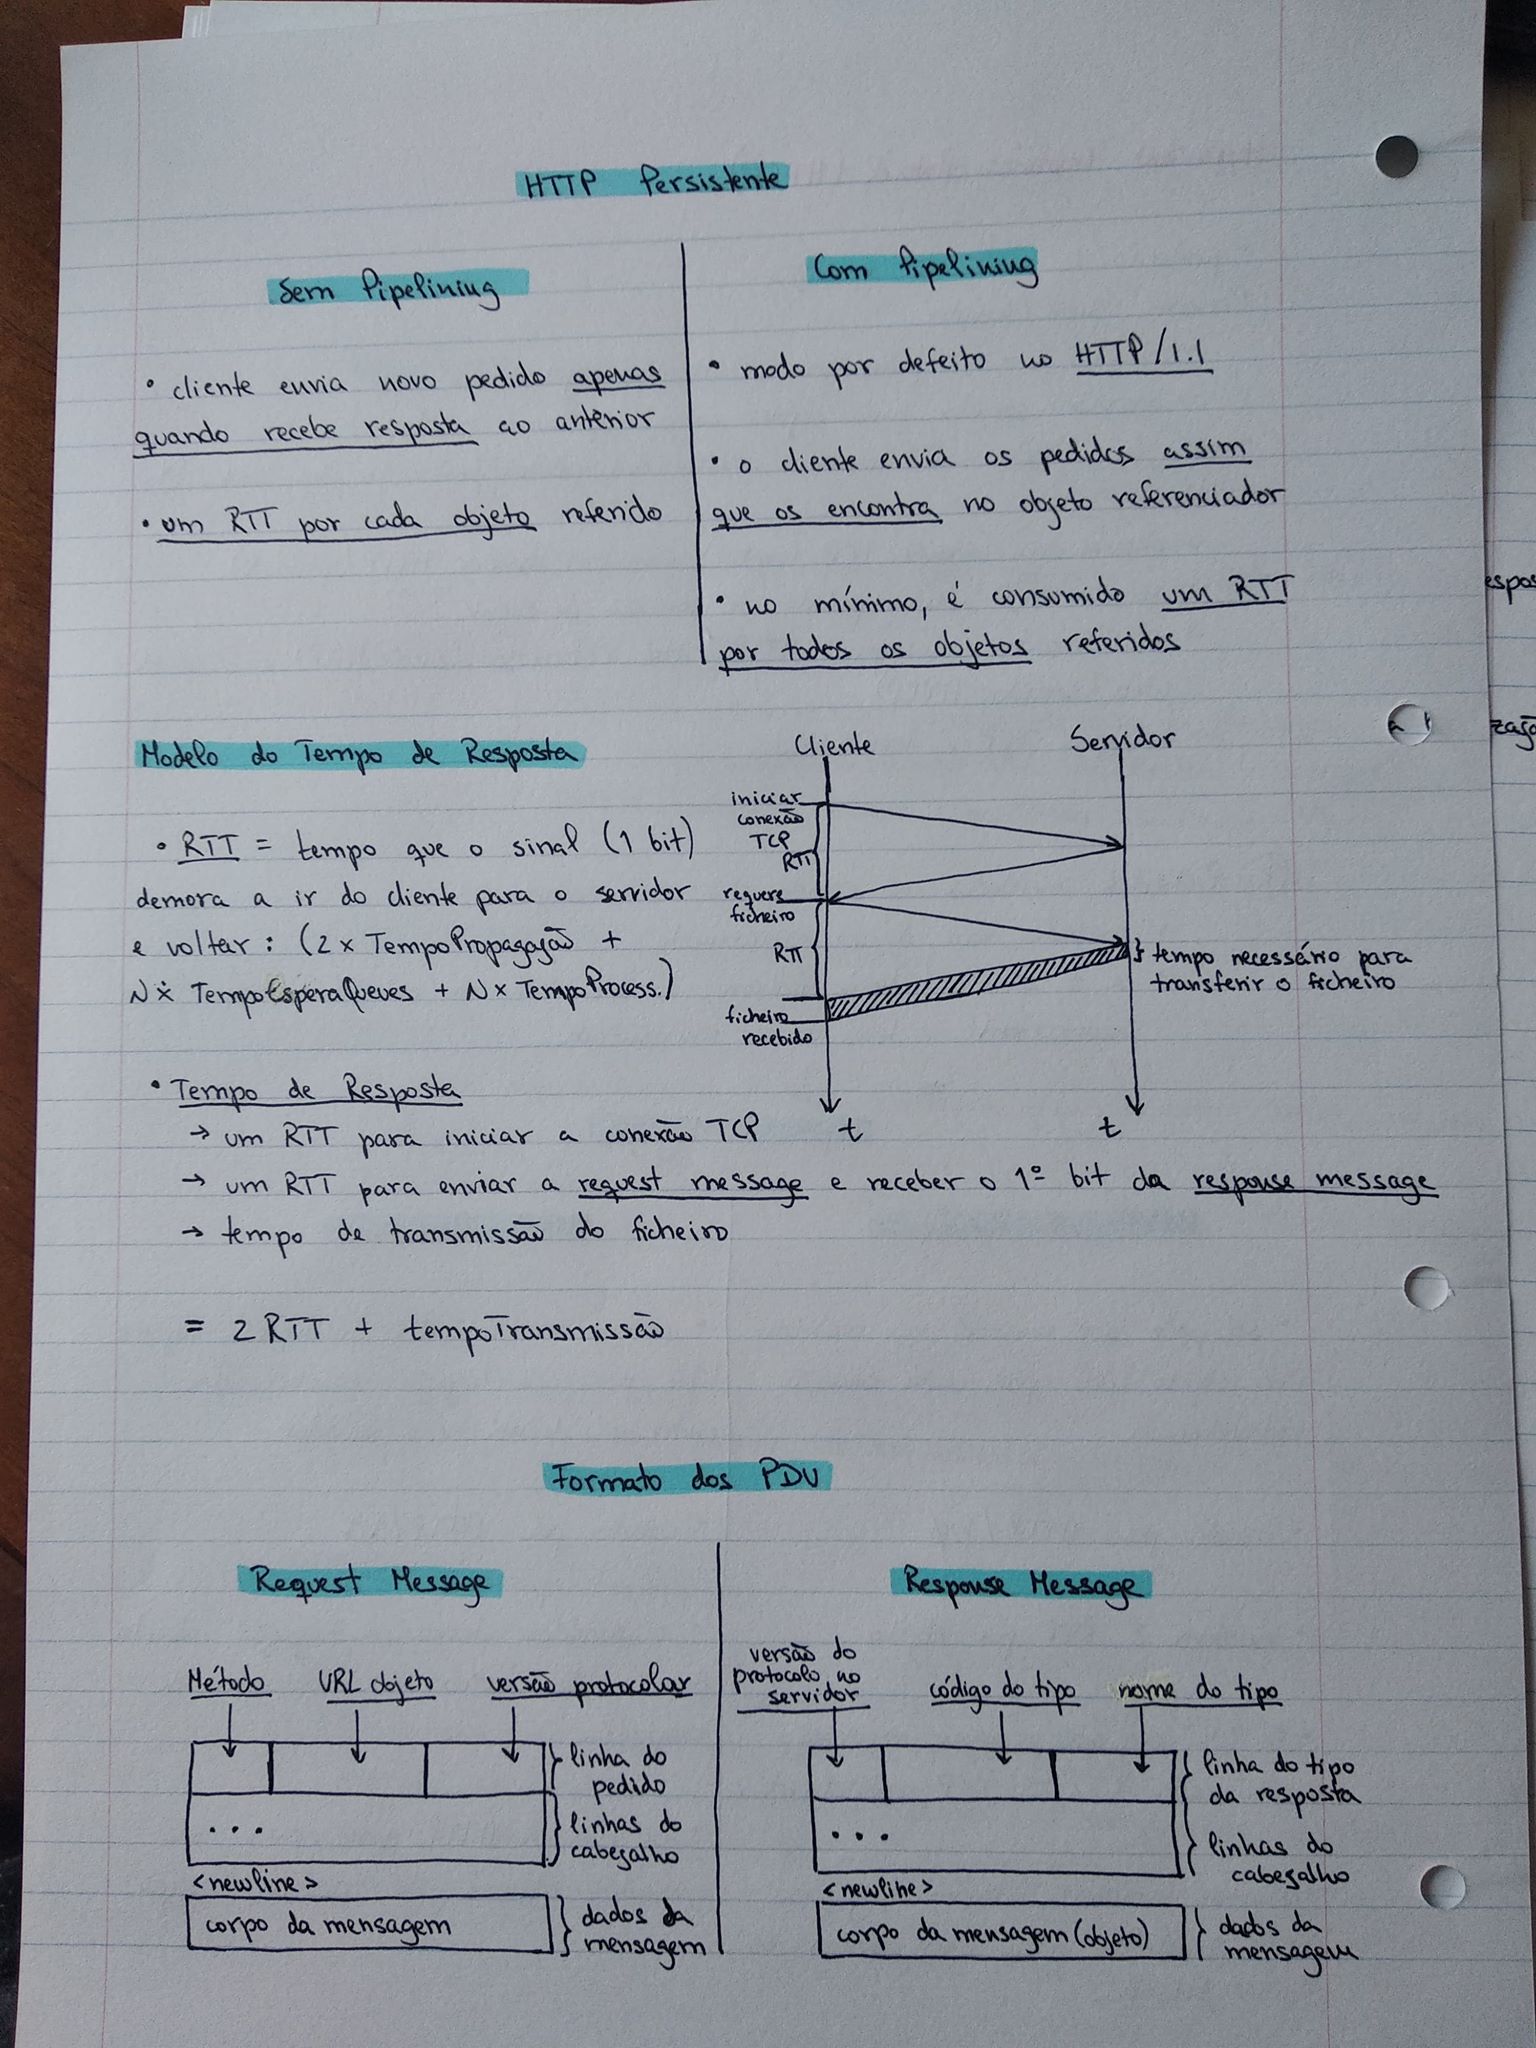 HTTP Persistente
Sem Pipelining
• cliente envia novo pedido apenas
quando recebe resposta ao antêrior
• um RTT por cada objeto referido
Com Pipelining
• modo por defeito no HTTP/1.1
• o cliente envia os pedidos assim
que os encontra no objeto referenciador
• no mínimo, é consumido um RTT
por todos os objetos referidos
Modelo do Tempo de Resposta
• RTT = tempo que o sinal (1 bit)
demora a ir do cliente para o servidor
e voltar: (2 x TempoPropagação +
N x TempoEsperaQueues + N x TempoProcess.)
Cliente
Servidor
iniciar
conexão
TCP
RTT
requere
ficheiro
RTT
ficheiro
recebido
} tempo necessário para
transferir o ficheiro
t
t
• Tempo de Resposta
→ um RTT para iniciar a conexão TCP
→ um RTT para enviar a request message e receber o 1º bit da response message
→ tempo de transmissão do ficheiro
= 2 RTT + tempoTransmissão
Formato dos PDU
Request Message
Método URL objeto versão protocolar
linha do
pedido
...
linhas do
cabeçalho
<newline>
corpo da mensagem
dados da
mensagem
Response Message
versão do
protocolo no
servidor
código do tipo nome do tipo
linha do tipo
da resposta
...
linhas do
cabeçalho
<newline>
corpo da mensagem (objeto)
dados da
mensagem